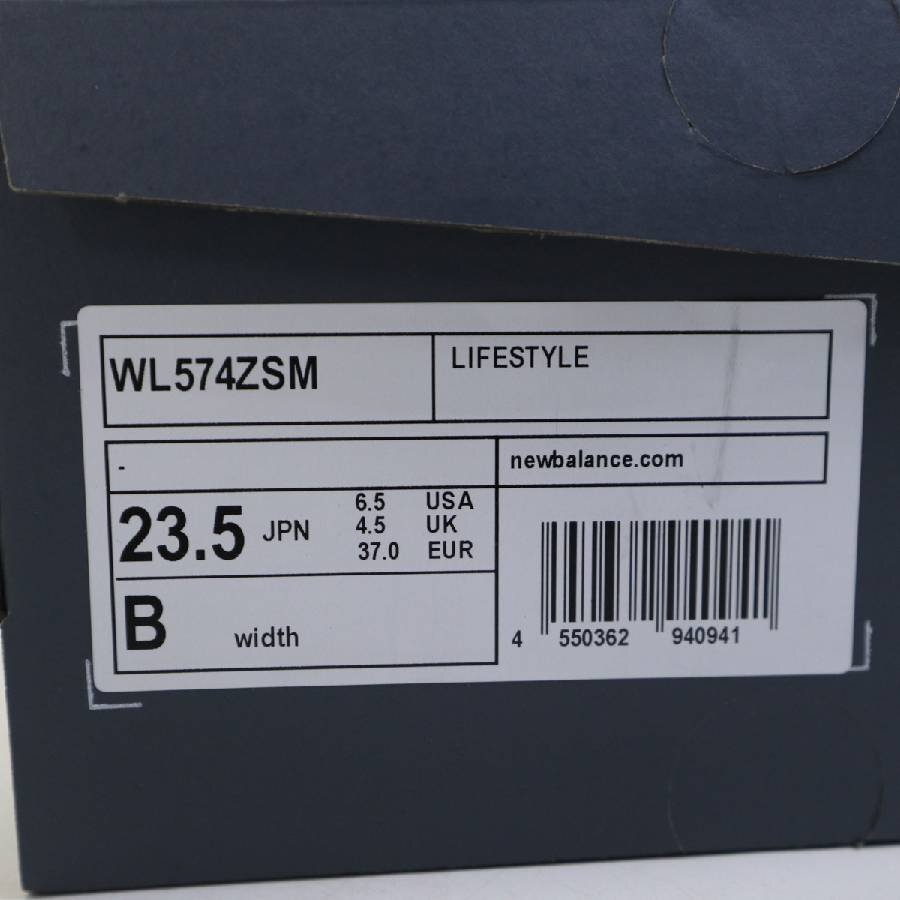 WL574ZSM
LIFESTYLE
-
newbalance.com
23.5 JPN
6.5 USA
4.5 UK
37.0 EUR
B width
4 550362 940941